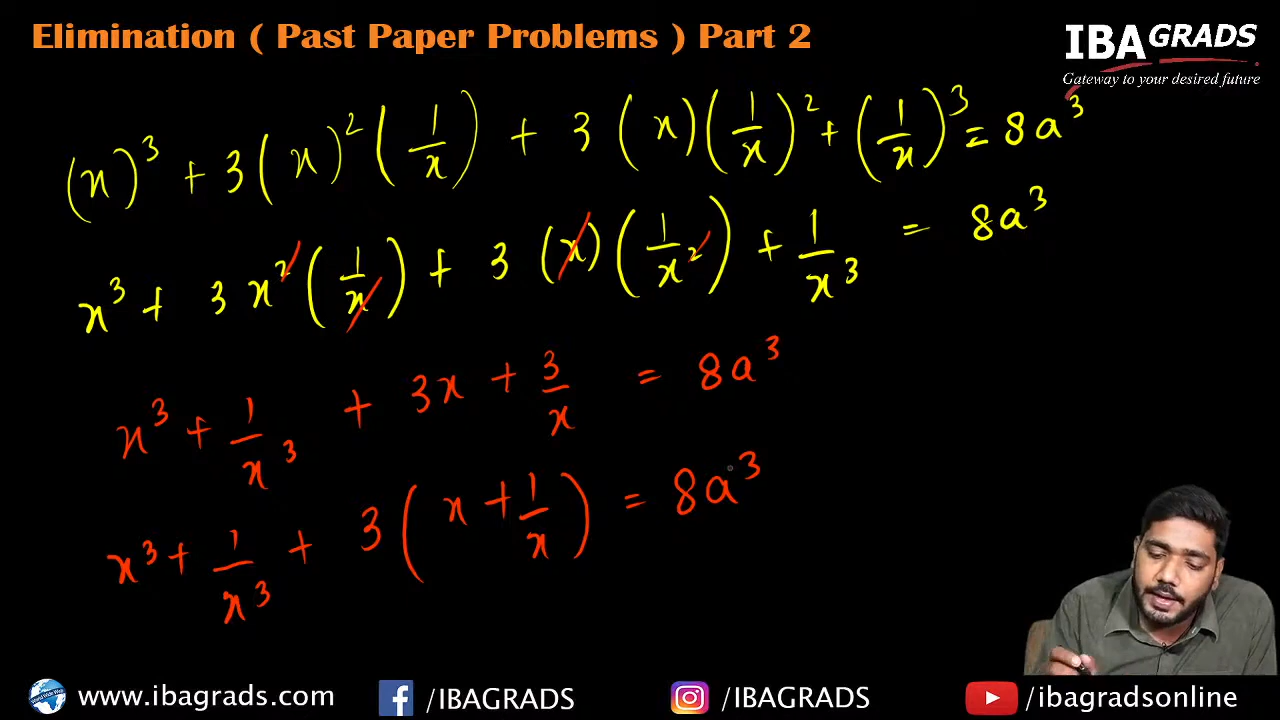 Elimination ( Past Paper Problems ) Part 2
IBA GRADS
Gateway to your desired future
(x)³ + 3(x)²(1/x) + 3(x)(1/x)² + (1/x)³ = 8a³
x³ + 3x²(1/x) + 3(x)(1/x²) + 1/x³ = 8a³
x³ + 1/x³ + 3x + 3/x = 8a³
x³ + 1/x³ + 3(x + 1/x) = 8a³
www.ibagrads.com /IBAGRADS /IBAGRADS /ibagradsonline